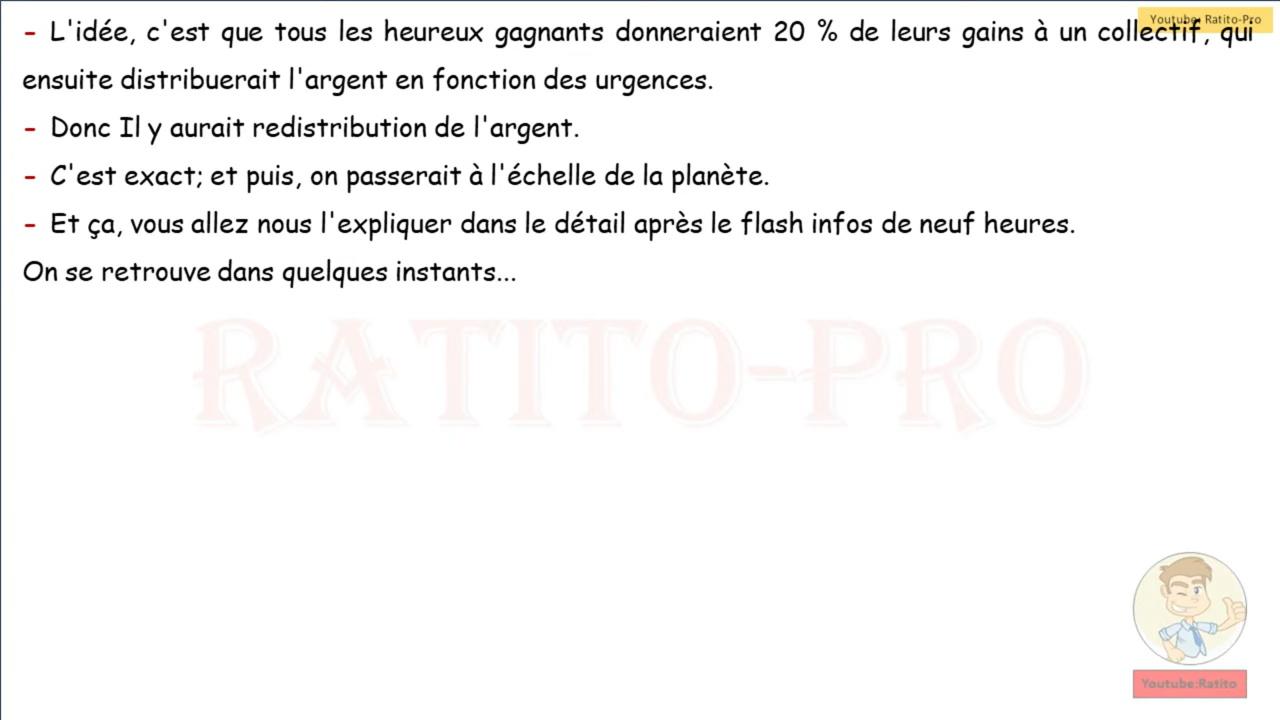 Youtube: Ratito-Pro
- L'idée, c'est que tous les heureux gagnants donneraient 20 % de leurs gains à un collectif, qui
ensuite distribuerait l'argent en fonction des urgences.
- Donc Il y aurait redistribution de l'argent.
- C'est exact; et puis, on passerait à l'échelle de la planète.
- Et ça, vous allez nous l'expliquer dans le détail après le flash infos de neuf heures.
On se retrouve dans quelques instants...
RATITO-PRO
Youtube:Ratito